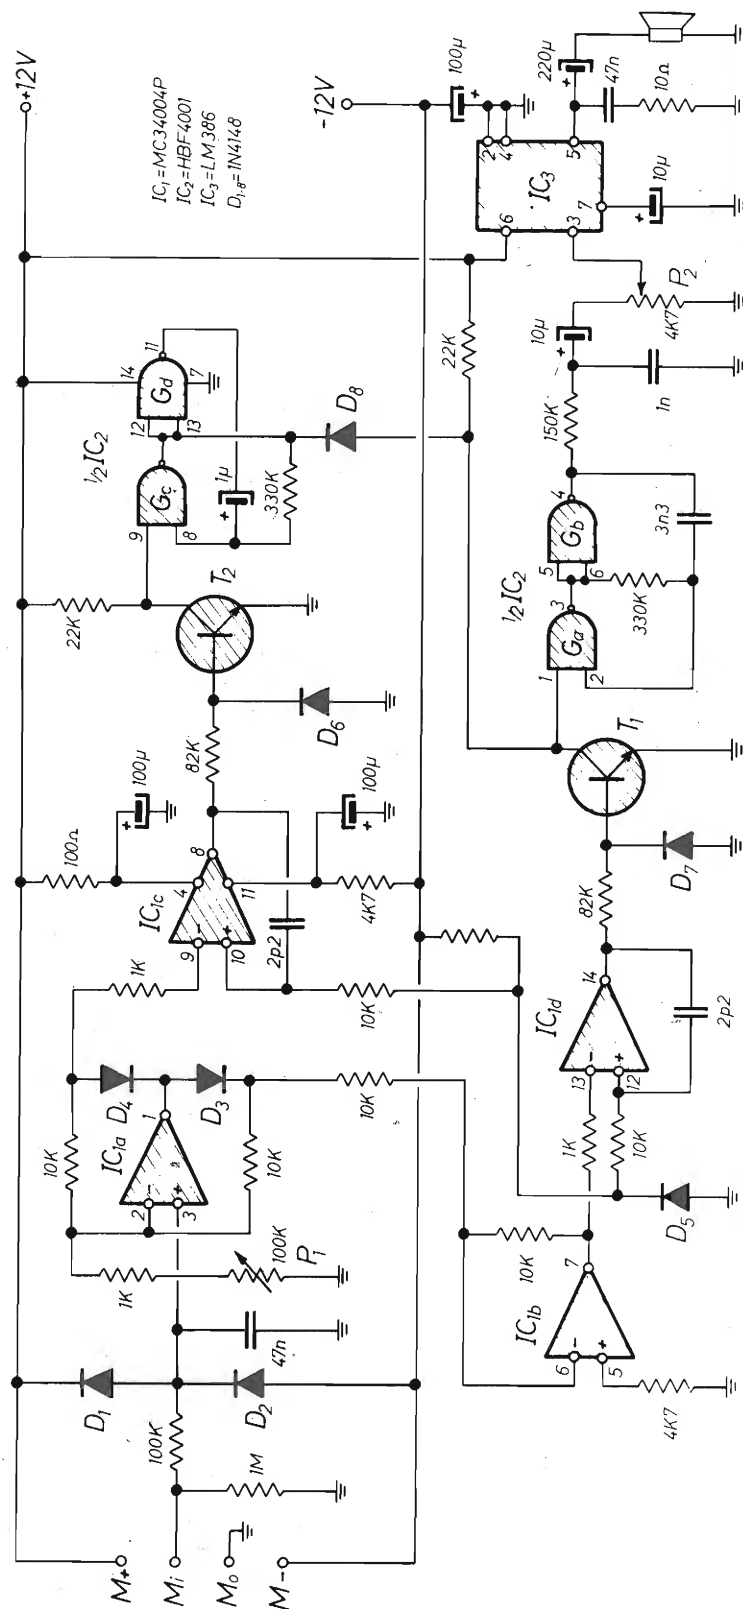 +12V
IC1=MC34004P
IC2=HBF4001
IC3=LM386
D1-8=1N4148
-12V
M+
Mi
Mo
M-
D1
100K
1M
D2
47n
1K
100K
P1
10K
2
3
-
+
IC1a
1
D4
D3
10K
10K
1K
9
10
-
+
IC1c
4
11
8
100Ω
100µ
+
2p2
10K
4K7
100µ
+
82K
D6
T2
22K
9
8
Gc
½IC2
12
13
Gd
14
7
11
1µ
+
330K
D8
22K
6
5
-
+
IC1b
7
4K7
10K
D5
1K
10K
13
12
-
+
IC1d
14
2p2
82K
D7
T1
1
2
Ga
3
½IC2
5
6
Gb
4
330K
3n3
150K
1n
10µ
+
4K7
P2
6
3
IC3
7
2
4
5
100µ
+
10µ
+
220µ
+
47n
10Ω